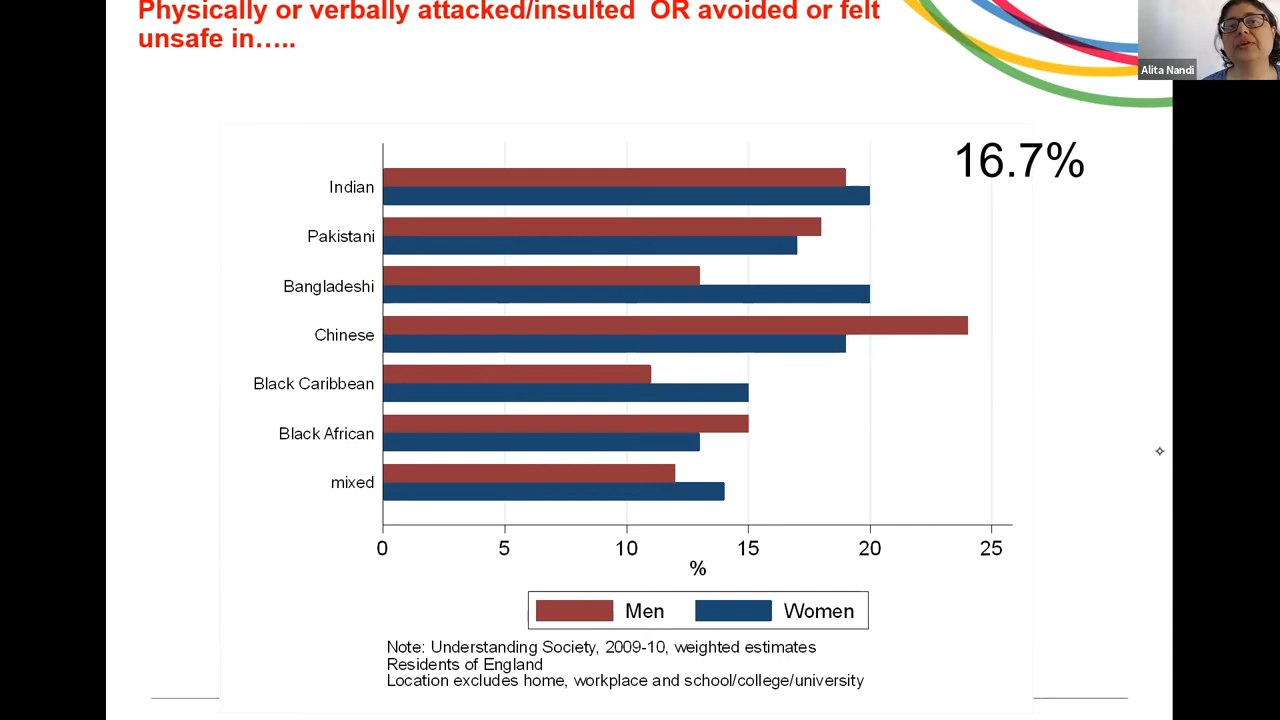 Physically or verbally attacked/insulted OR avoided or felt
unsafe in…..
Alita Nandi
16.7%
Indian
Pakistani
Bangladeshi
Chinese
Black Caribbean
Black African
mixed
0 5 10 15 20 25
%
Men Women
Note: Understanding Society, 2009-10, weighted estimates
Residents of England
Location excludes home, workplace and school/college/university